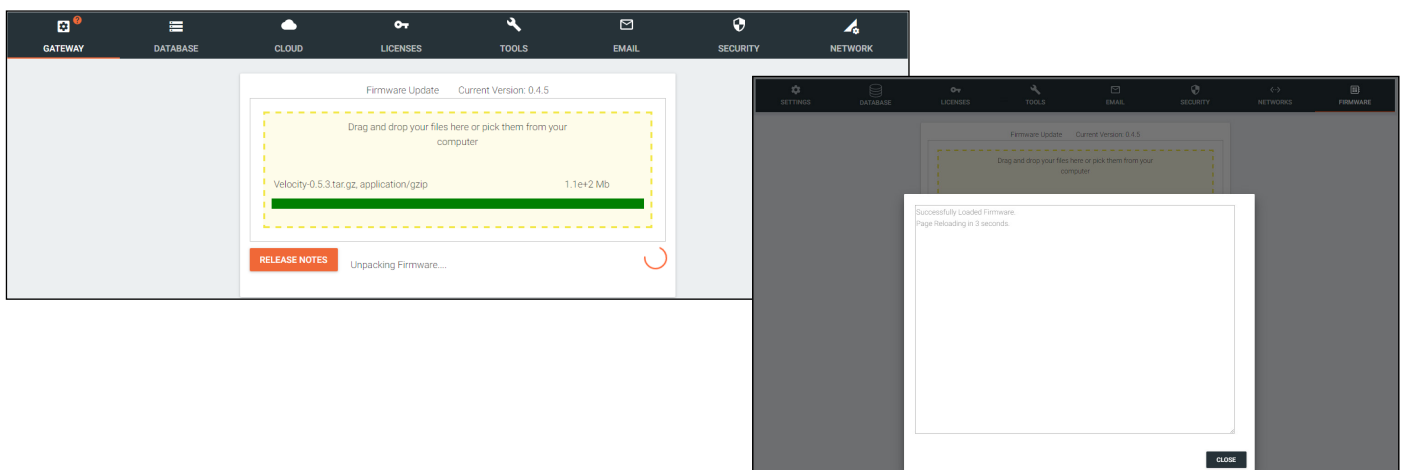 GATEWAY DATABASE CLOUD LICENSES TOOLS EMAIL SECURITY NETWORK
Firmware Update Current Version: 0.4.5
Drag and drop your files here or pick them from your
computer
Velocity-0.5.3.tar.gz, application/gzip 1.1e+2 Mb
RELEASE NOTES Unpacking Firmware....
SETTINGS DATABASE LICENSES TOOLS EMAIL SECURITY NETWORKS FIRMWARE
Firmware Update Current Version: 0.4.5
Drag and drop your files here or pick them from your
computer
Successfully Loaded Firmware.
Page Reloading in 3 seconds.
CLOSE